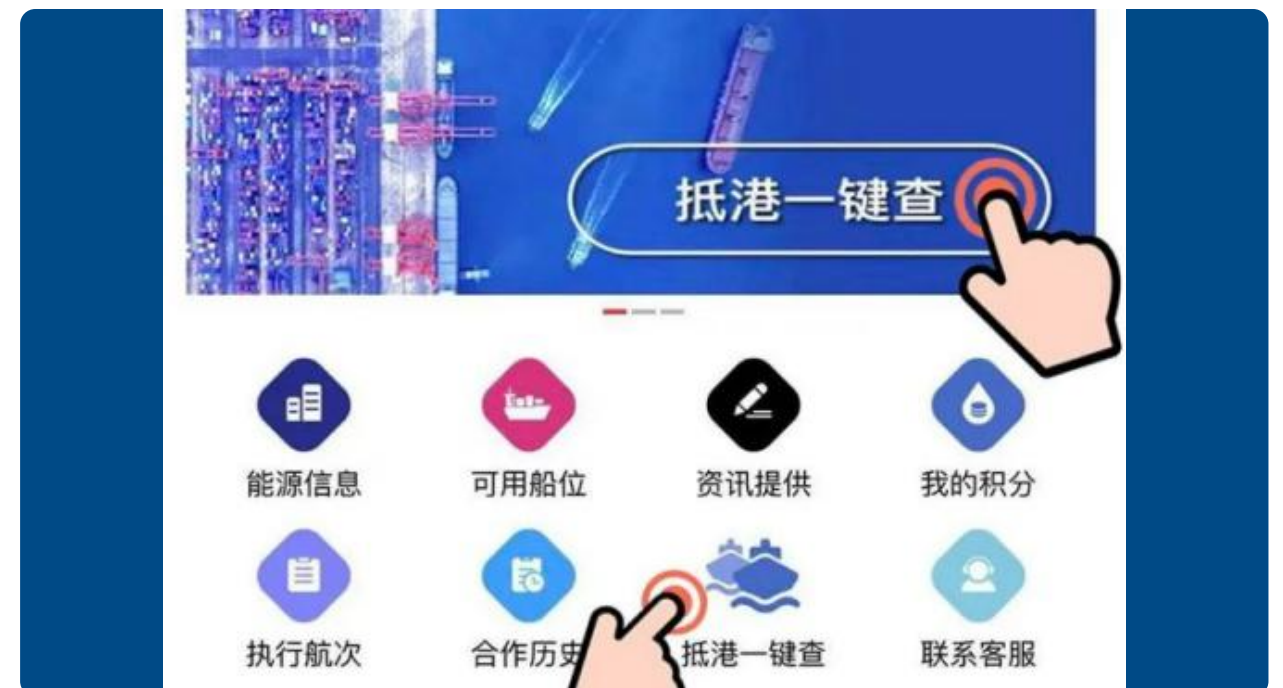 抵港一键查
能源信息
可用船位
资讯提供
我的积分
执行航次
合作历史
抵港一键查
联系客服